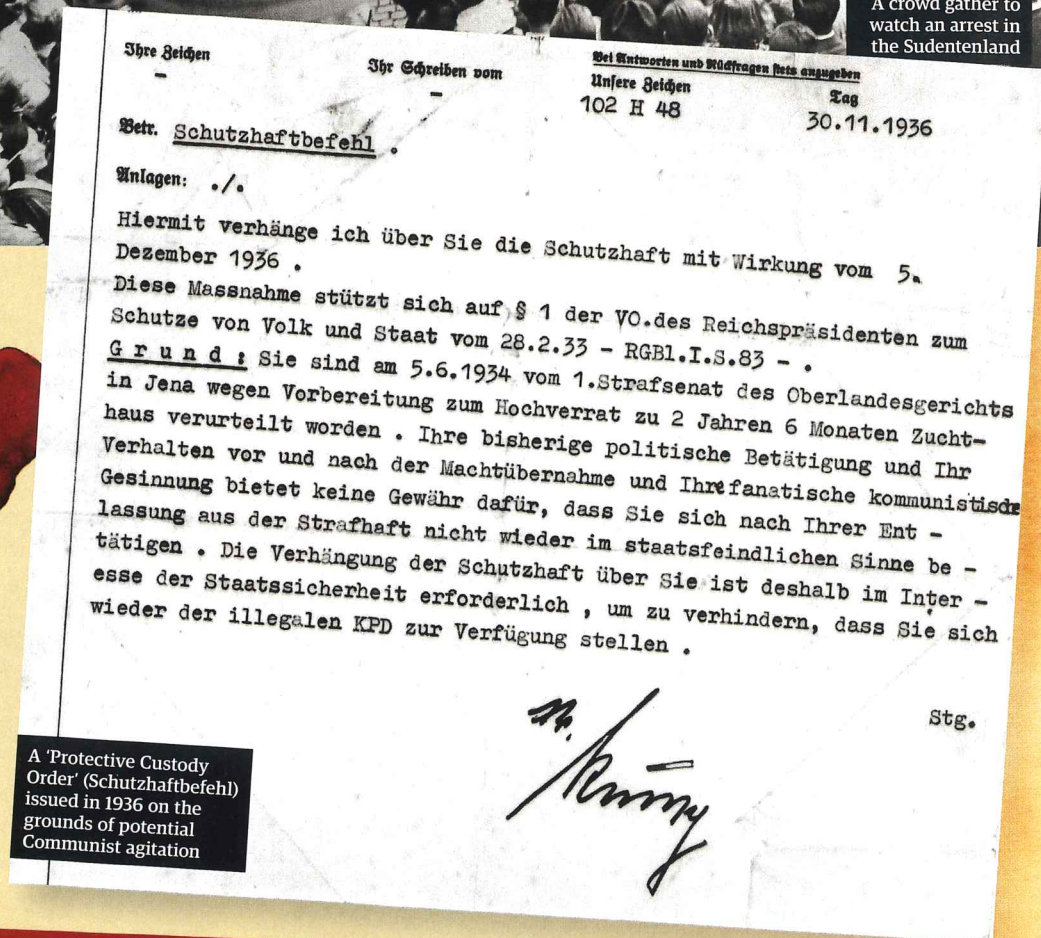 A crowd gather to
watch an arrest in
the Sudentenland
Ihre Zeichen
-
Ihr Schreiben vom
-
Bei Antworten und Rückfragen stets anzugeben
Unsere Zeichen
102 H 48
Tag
30.11.1936
Betr. Schutzhaftbefehl .
Anlagen: ./.
Hiermit verhänge ich über Sie die Schutzhaft mit Wirkung vom 5.
Dezember 1936 .
Diese Massnahme stützt sich auf § 1 der VO.des Reichspräsidenten zum
Schutze von Volk und Staat vom 28.2.33 - RGBl.I.S.83 - .
G r u n d : Sie sind am 5.6.1934 vom 1.Strafsenat des Oberlandesgerichts
in Jena wegen Vorbereitung zum Hochverrat zu 2 Jahren 6 Monaten Zucht-
haus verurteilt worden . Ihre bisherige politische Betätigung und Ihr
Verhalten vor und nach der Machtübernahme und Ihre fanatische kommunistische
Gesinnung bietet keine Gewähr dafür, dass Sie sich nach Ihrer Ent -
lassung aus der Strafhaft nicht wieder im staatsfeindlichen Sinne be -
tätigen . Die Verhängung der Schutzhaft über Sie ist deshalb im Inter -
esse der Staatssicherheit erforderlich , um zu verhindern, dass Sie sich
wieder der illegalen KPD zur Verfügung stellen .
Stg.
A 'Protective Custody
Order' (Schutzhaftbefehl)
issued in 1936 on the
grounds of potential
Communist agitation